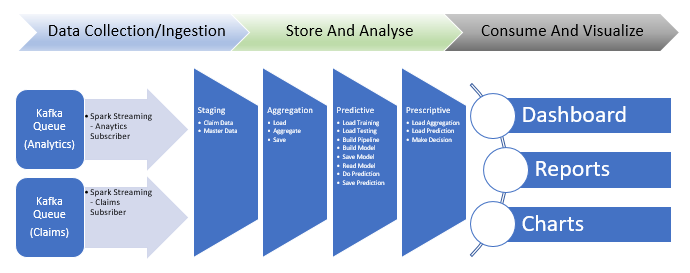 Data Collection/Ingestion
Store And Analyse
Consume And Visualize
Kafka
Queue
(Analytics)
• Spark Streaming
- Anaytics
Subscriber
Kafka
Queue
(Claims)
• Spark Streaming
- Claims
Subsriber
Staging
• Claim Data
• Master Data
Aggregation
• Load
• Aggregate
• Save
Predictive
• Load Training
• Load Testing
• Build Pipeline
• Build Model
• Save Model
• Read Model
• Do Prediction
• Save Prediction
Prescriptive
• Load Aggregation
• Load Prediction
• Make Decision
Dashboard
Reports
Charts